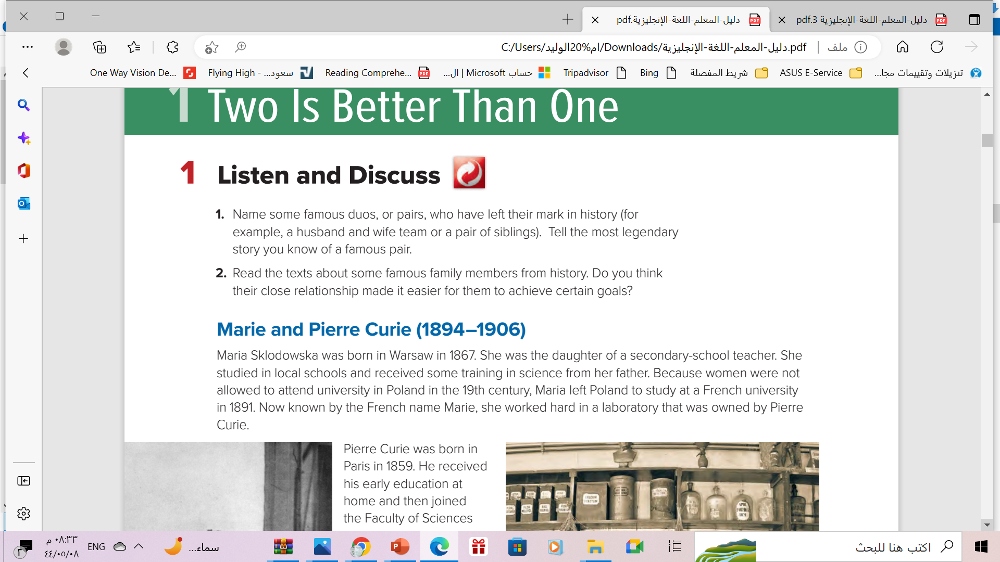 دليل-المعلم-اللغة-الإنجليزية.pdf
دليل-المعلم-اللغة-الإنجليزية 3.pdf
C:/Users/ام%20الوليد/Downloads/دليل-المعلم-اللغة-الإنجليزية.pdf
ملف
One Way Vision De...
Flying High - سعود...
Reading Comprehe...
حساب Microsoft | ال...
Tripadvisor
Bing
شريط المفضلة
ASUS E-Service
تنزيلات وتقييمات مجا...
1 Two Is Better Than One
1 Listen and Discuss
1. Name some famous duos, or pairs, who have left their mark in history (for
example, a husband and wife team or a pair of siblings). Tell the most legendary
story you know of a famous pair.
2. Read the texts about some famous family members from history. Do you think
their close relationship made it easier for them to achieve certain goals?
Marie and Pierre Curie (1894–1906)
Maria Sklodowska was born in Warsaw in 1867. She was the daughter of a secondary-school teacher. She
studied in local schools and received some training in science from her father. Because women were not
allowed to attend university in Poland in the 19th century, Maria left Poland to study at a French university
in 1891. Now known by the French name Marie, she worked hard in a laboratory that was owned by Pierre
Curie.
Pierre Curie was born in
Paris in 1859. He received
his early education at
home and then joined
the Faculty of Sciences
٠٨:٣٣ م
٤٤/٠٥/٠٨
ENG
سماء...
اكتب هنا للبحث